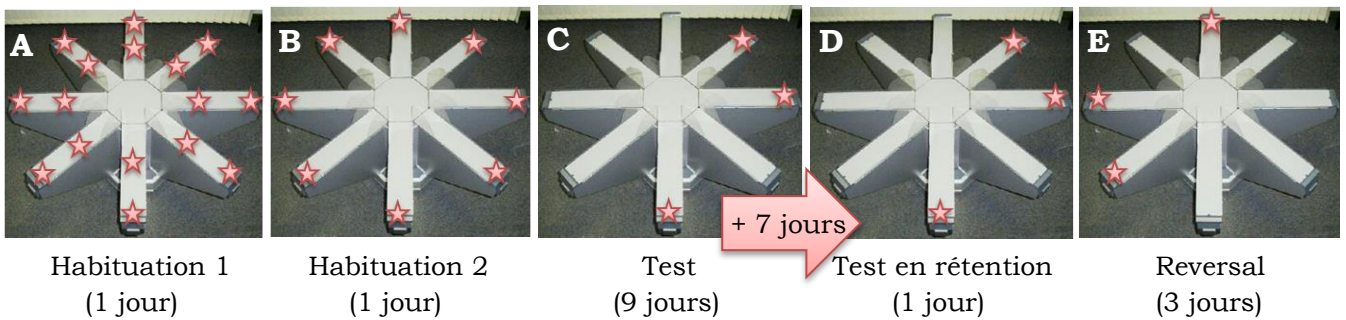 A B C D E
+ 7 jours
Habituation 1 Habituation 2 Test Test en rétention Reversal
(1 jour) (1 jour) (9 jours) (1 jour) (3 jours)